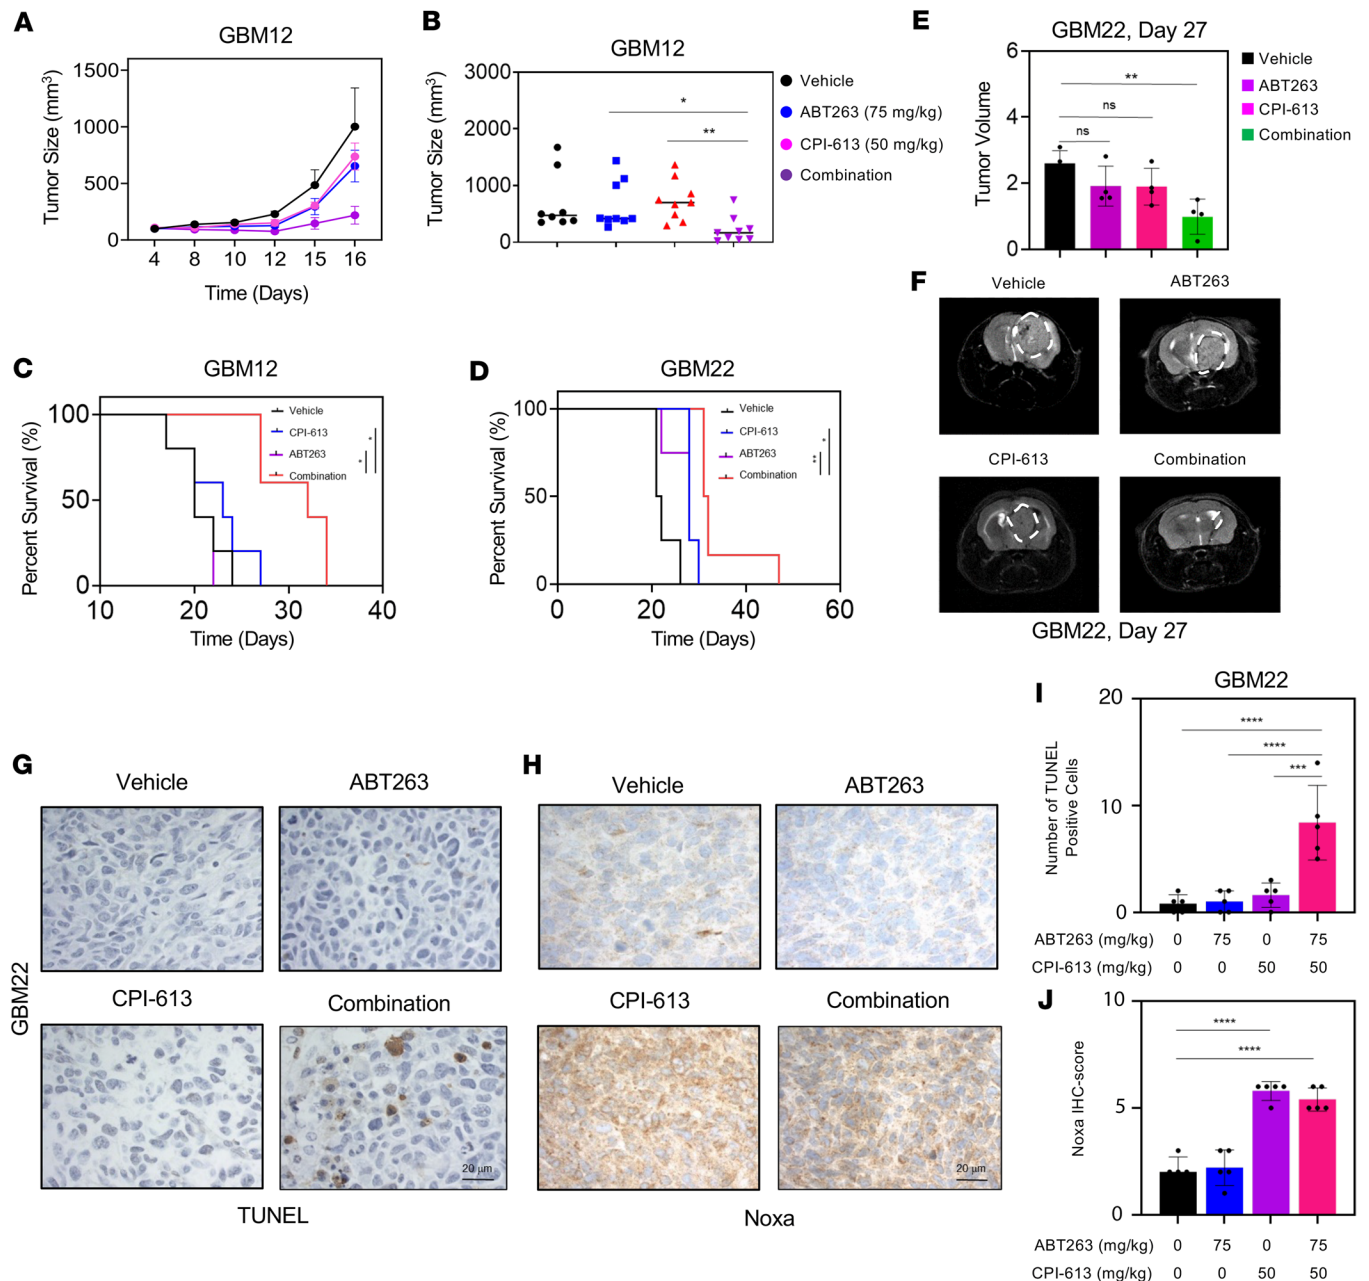 A
GBM12
Tumor Size (mm³)
1500
1000
500
0
4 8 10 12 15 16
Time (Days)
B
GBM12
Tumor Size (mm³)
3000
2000
1000
0
*
**
Vehicle
ABT263 (75 mg/kg)
CPI-613 (50 mg/kg)
Combination
E
GBM22, Day 27
Tumor Volume
6
4
2
0
**
ns
ns
Vehicle
ABT263
CPI-613
Combination
F
Vehicle
ABT263
CPI-613
Combination
GBM22, Day 27
C
GBM12
Percent Survival (%)
100
50
0
10 20 30 40
Time (Days)
Vehicle
CPI-613
ABT263
Combination
*
*
D
GBM22
Percent Survival (%)
100
50
0
0 20 40 60
Time (Days)
Vehicle
CPI-613
ABT263
Combination
**
*
G
GBM22
Vehicle
ABT263
CPI-613
Combination
20 µm
TUNEL
H
Vehicle
ABT263
CPI-613
Combination
20 µm
Noxa
I
GBM22
Number of TUNEL
Positive Cells
20
10
0
****
****
***
ABT263 (mg/kg) 0 75 0 75
CPI-613 (mg/kg) 0 0 50 50
J
Noxa IHC-score
10
5
0
****
****
ABT263 (mg/kg) 0 75 0 75
CPI-613 (mg/kg) 0 0 50 50